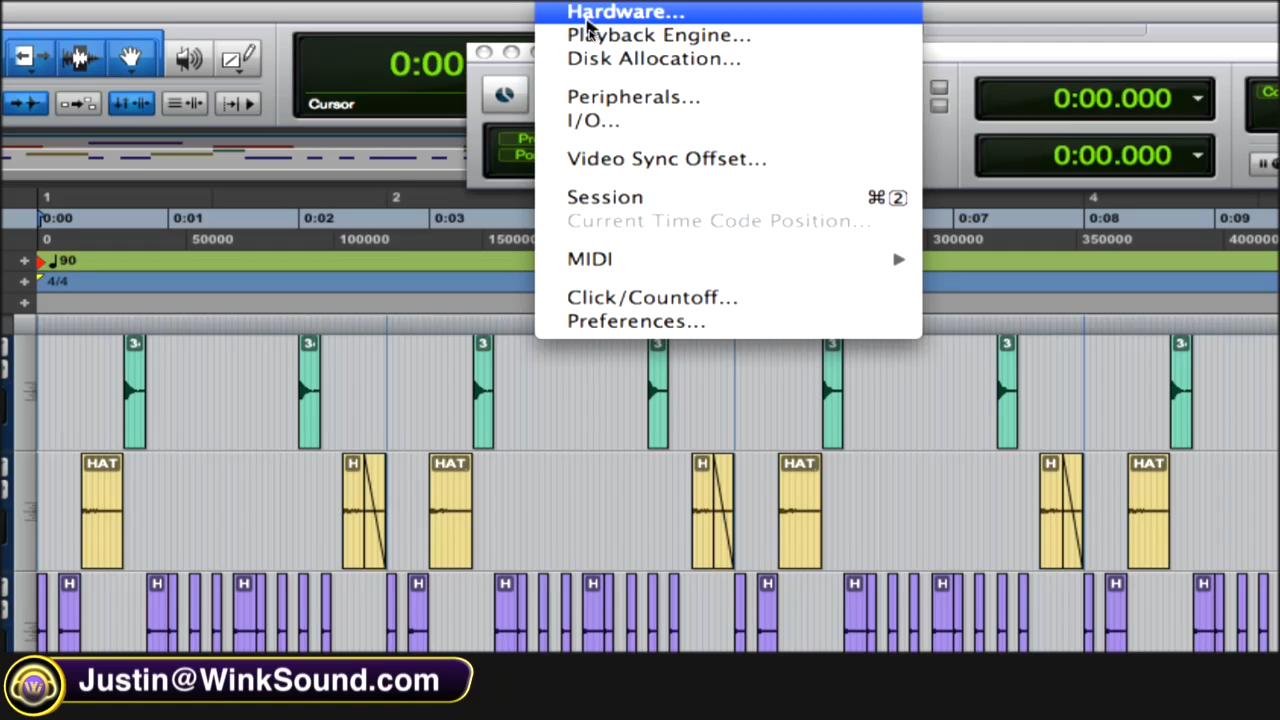 Hardware...
Playback Engine...
Disk Allocation...
Peripherals...
I/O...
Video Sync Offset...
Session ⌘2
Current Time Code Position...
MIDI
Click/Countoff...
Preferences...
0:00
Cursor
Pr
Po
0:00.000
0:00.000
1 2 4
0:00 0:01 0:02 0:03 0:07 0:08 0:09
0 50000 100000 150000 300000 350000 400000
90
4/4
3 3 3 3 3 3 3
HAT H HAT H HAT H HAT
H H H H H H H H H H H
Justin@WinkSound.com